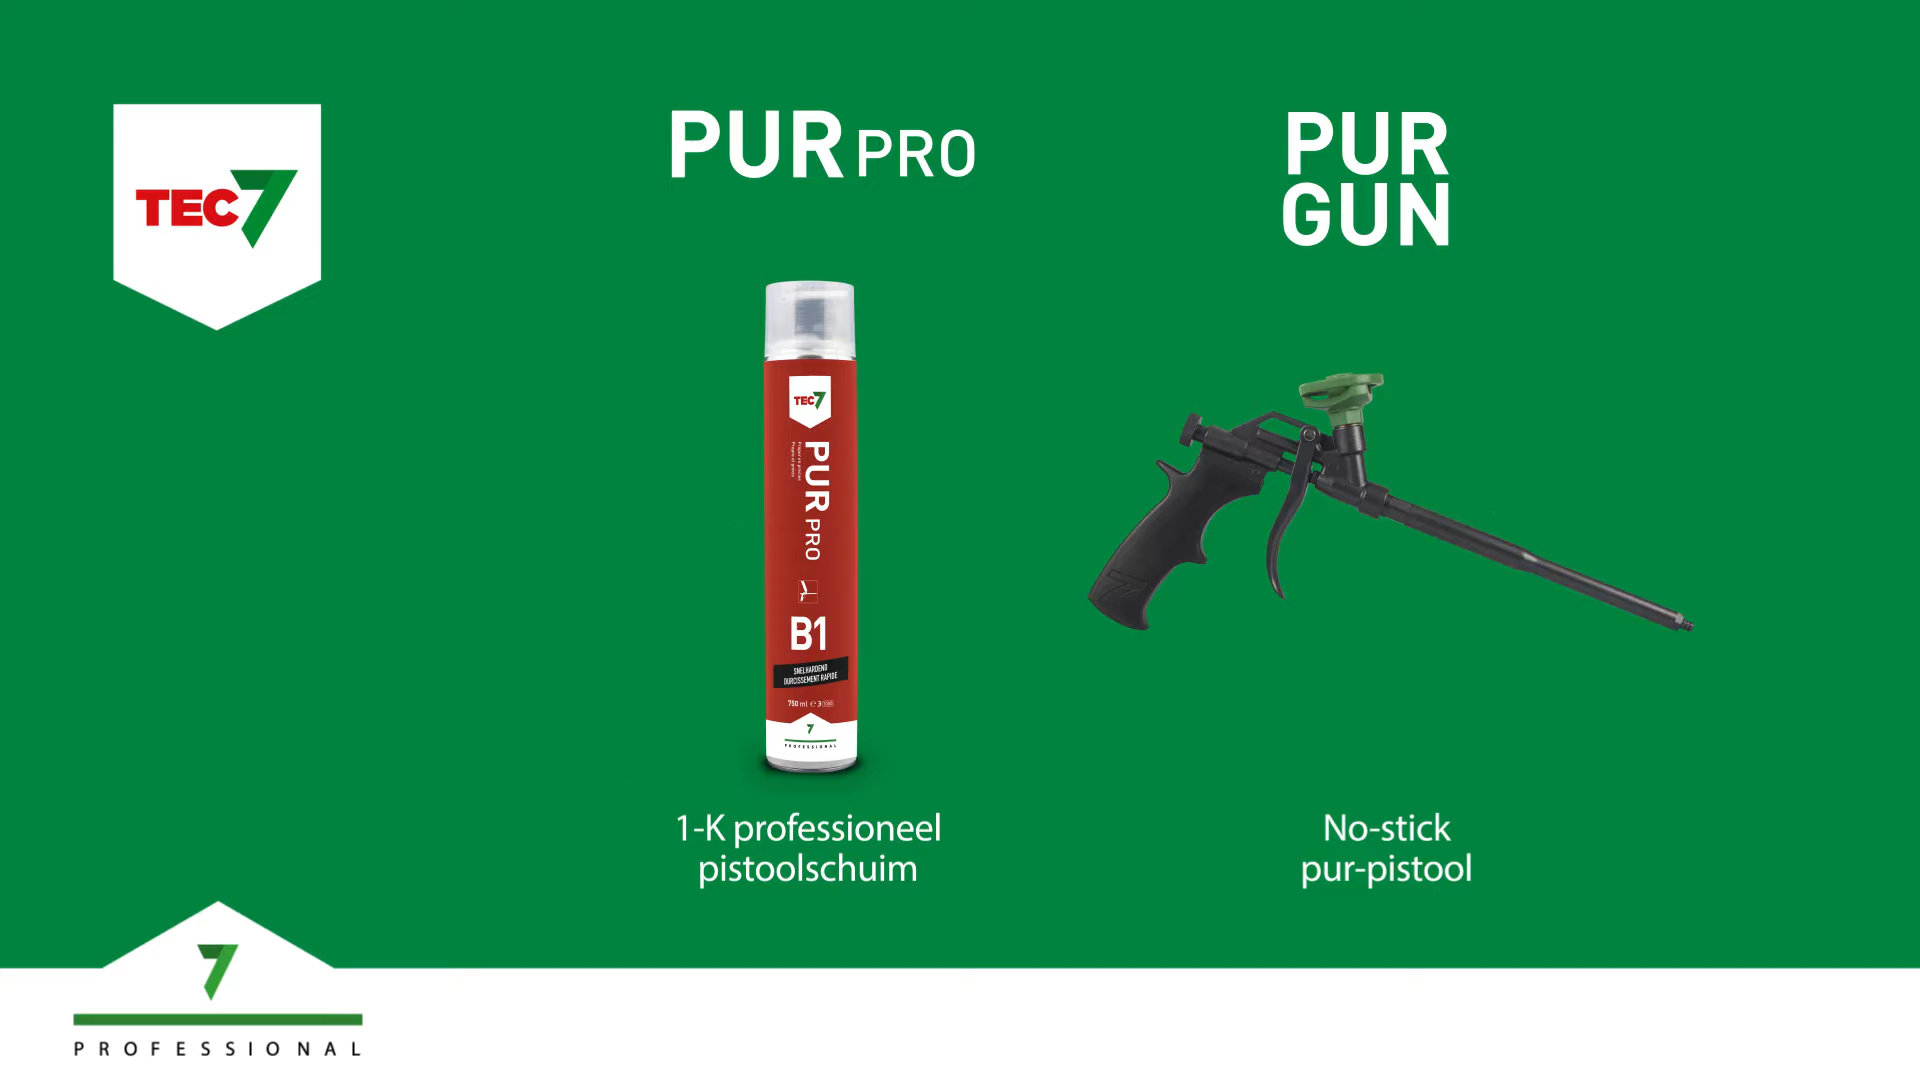 TEC7
PUR PRO
PUR
GUN
TEC7
PUR PRO
B1
SNELHARDEND
DURCISSEMENT RAPIDE
750 ml
7
PROFESSIONAL
1-K professioneel
pistoolschuim
No-stick
pur-pistool
7
PROFESSIONAL